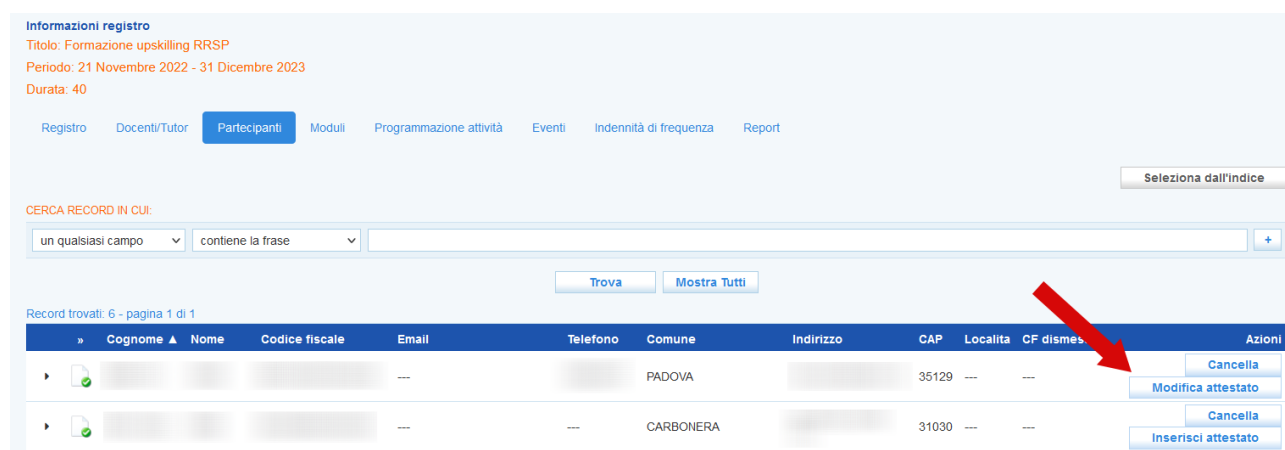 Informazioni registro
Titolo: Formazione upskilling RRSP
Periodo: 21 Novembre 2022 - 31 Dicembre 2023
Durata: 40
Registro Docenti/Tutor Partecipanti Moduli Programmazione attività Eventi Indennità di frequenza Report
Seleziona dall'indice
CERCA RECORD IN CUI:
un qualsiasi campo contiene la frase +
Trova Mostra Tutti
Record trovati: 6 - pagina 1 di 1
» Cognome ▲ Nome Codice fiscale Email Telefono Comune Indirizzo CAP Localita CF Azioni
Cancella
--- PADOVA 35129 --- ---
Modifica attestato
Cancella
--- --- CARBONERA 31030 --- ---
Inserisci attestato